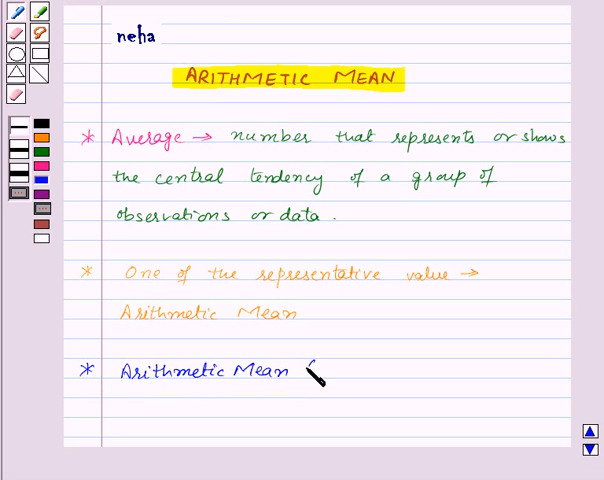 neha
ARITHMETIC MEAN
* Average → number that represents or shows
the central tendency of a group of
observations or data .
* One of the representative value →
Arithmetic Mean
* Arithmetic Mean (